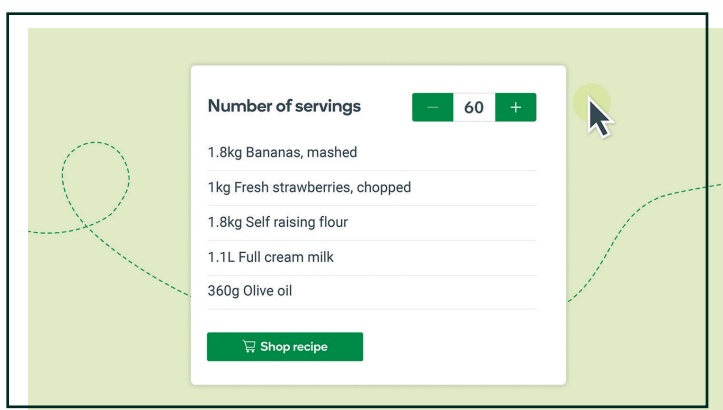 Number of servings
− 60 +
1.8kg Bananas, mashed
1kg Fresh strawberries, chopped
1.8kg Self raising flour
1.1L Full cream milk
360g Olive oil
Shop recipe